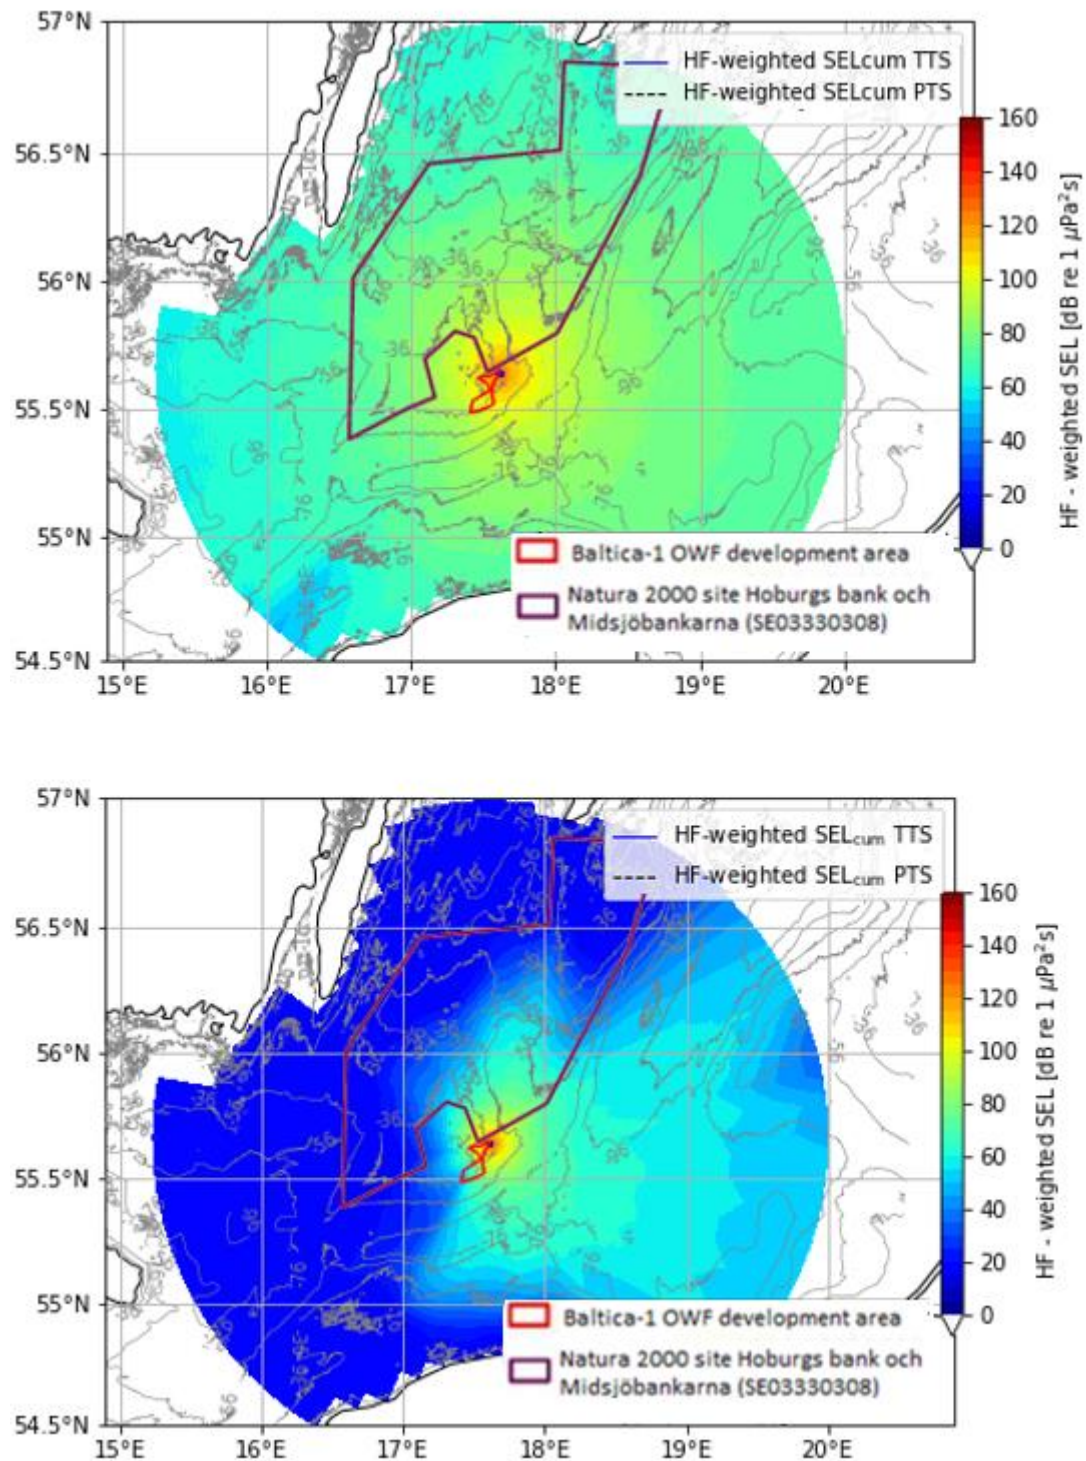 57°N
HF-weighted SELcum TTS
HF-weighted SELcum PTS
56.5°N
56°N
55.5°N
55°N
54.5°N
15°E 16°E 17°E 18°E 19°E 20°E
160
140
120
100
80
60
40
20
0
HF - weighted SEL [dB re 1 μPa²s]
Baltica-1 OWF development area
Natura 2000 site Hoburgs bank och
Midsjöbankarna (SE03330308)
57°N
HF-weighted SELcum TTS
HF-weighted SELcum PTS
56.5°N
56°N
55.5°N
55°N
54.5°N
15°E 16°E 17°E 18°E 19°E 20°E
160
140
120
100
80
60
40
20
0
HF - weighted SEL [dB re 1 μPa²s]
Baltica-1 OWF development area
Natura 2000 site Hoburgs bank och
Midsjöbankarna (SE03330308)